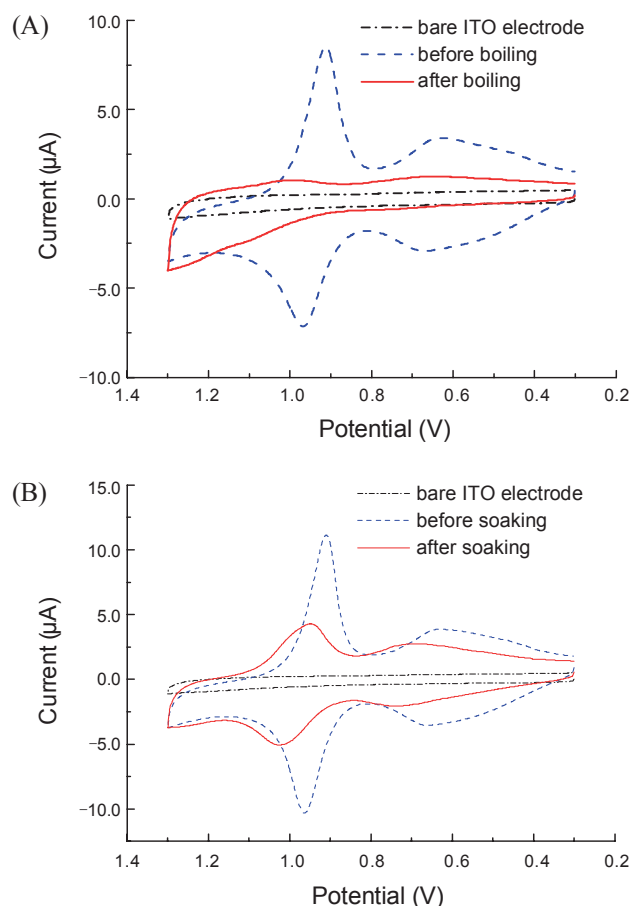 (A)
10.0
5.0
0.0
−5.0
−10.0
Current (µA)
bare ITO electrode
before boiling
after boiling
1.4 1.2 1.0 0.8 0.6 0.4 0.2
Potential (V)
(B)
15.0
10.0
5.0
0.0
−5.0
−10.0
Current (µA)
bare ITO electrode
before soaking
after soaking
1.4 1.2 1.0 0.8 0.6 0.4 0.2
Potential (V)